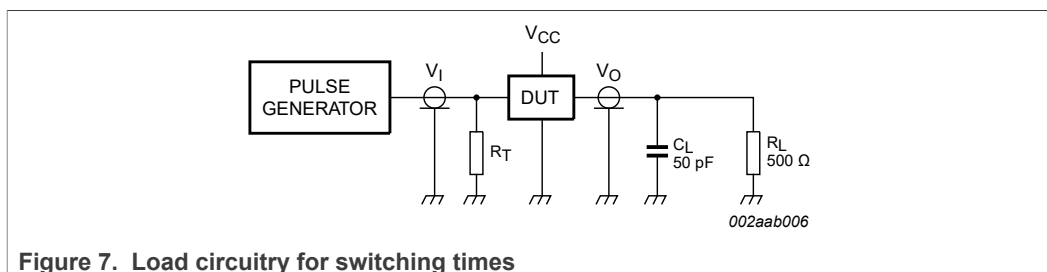 VCC
PULSE
GENERATOR
VI
DUT
VO
RT
CL
50 pF
RL
500 Ω
002aab006
Figure 7. Load circuitry for switching times